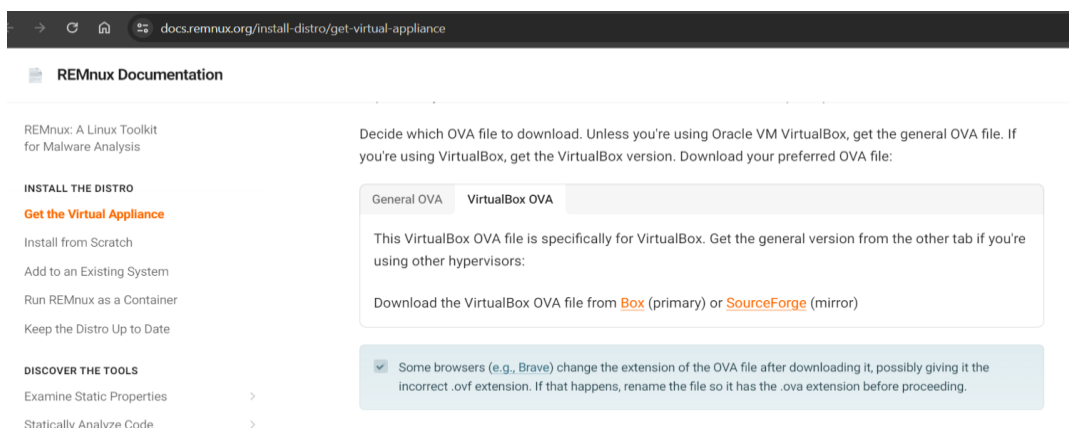 docs.remnux.org/install-distro/get-virtual-appliance
REMnux Documentation
REMnux: A Linux Toolkit
for Malware Analysis
INSTALL THE DISTRO
Get the Virtual Appliance
Install from Scratch
Add to an Existing System
Run REMnux as a Container
Keep the Distro Up to Date
DISCOVER THE TOOLS
Examine Static Properties
Statically Analyze Code
Decide which OVA file to download. Unless you're using Oracle VM VirtualBox, get the general OVA file. If
you're using VirtualBox, get the VirtualBox version. Download your preferred OVA file:
General OVA VirtualBox OVA
This VirtualBox OVA file is specifically for VirtualBox. Get the general version from the other tab if you're
using other hypervisors:
Download the VirtualBox OVA file from Box (primary) or SourceForge (mirror)
Some browsers (e.g., Brave) change the extension of the OVA file after downloading it, possibly giving it the
incorrect .ovf extension. If that happens, rename the file so it has the .ova extension before proceeding.